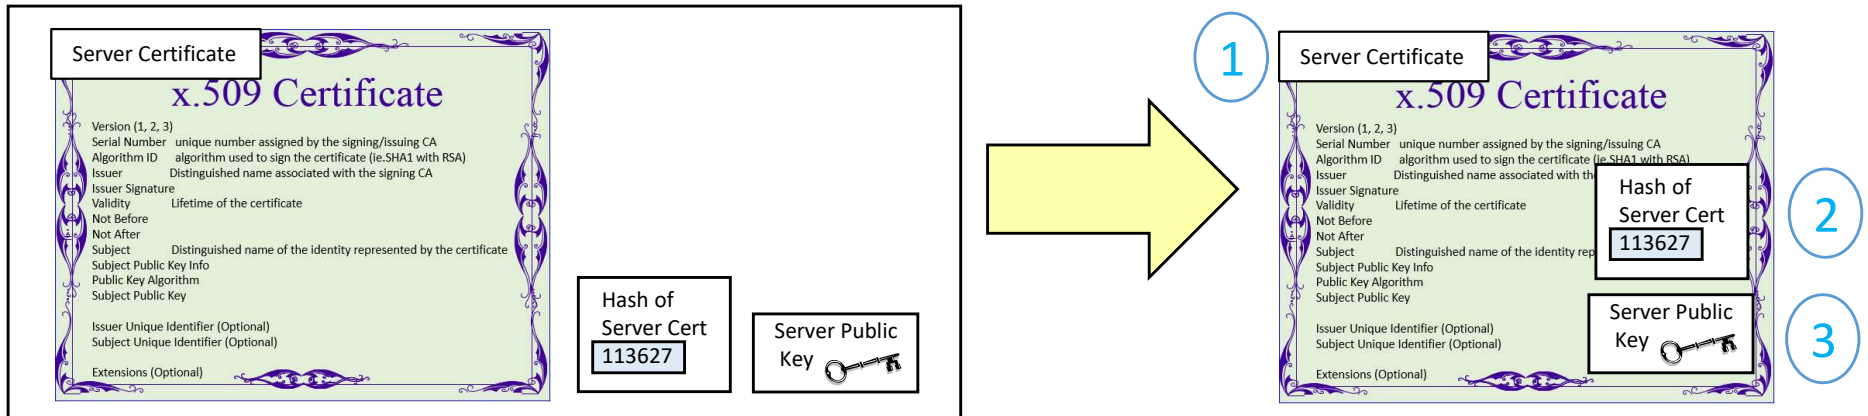 Server Certificate
x.509 Certificate
Version (1, 2, 3)
Serial Number unique number assigned by the signing/issuing CA
Algorithm ID algorithm used to sign the certificate (ie.SHA1 with RSA)
Issuer Distinguished name associated with the signing CA
Issuer Signature
Validity Lifetime of the certificate
Not Before
Not After
Subject Distinguished name of the identity represented by the certificate
Subject Public Key Info
Public Key Algorithm
Subject Public Key
Issuer Unique Identifier (Optional)
Subject Unique Identifier (Optional)
Extensions (Optional)
Hash of
Server Cert
113627
Server Public
Key
1
Server Certificate
x.509 Certificate
Version (1, 2, 3)
Serial Number unique number assigned by the signing/issuing CA
Algorithm ID algorithm used to sign the certificate (ie.SHA1 with RSA)
Issuer Distinguished name associated with
Issuer Signature
Validity Lifetime of the certificate
Not Before
Not After
Subject Distinguished name of the identity rep
Subject Public Key Info
Public Key Algorithm
Subject Public Key
Issuer Unique Identifier (Optional)
Subject Unique Identifier (Optional)
Extensions (Optional)
Hash of
Server Cert
113627
2
Server Public
Key
3